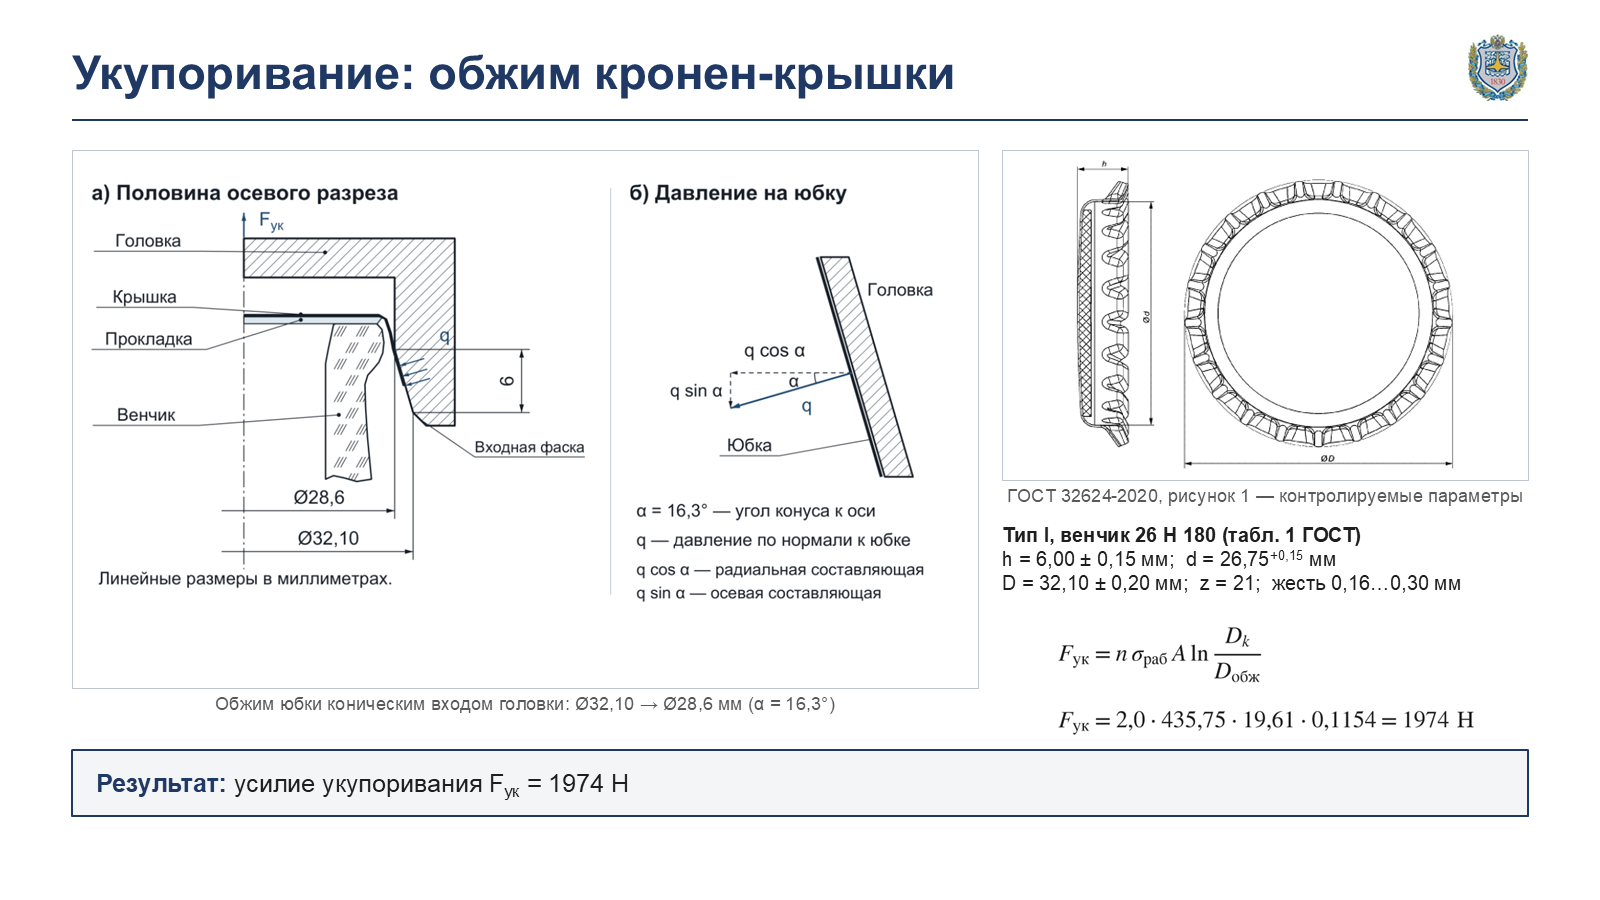 Укупоривание: обжим кронен-крышки
1830
а) Половина осевого разреза
Fук
Головка
Крышка
Прокладка
q
6
Венчик
Входная фаска
Ø28,6
Ø32,10
Линейные размеры в миллиметрах.
б) Давление на юбку
Головка
q cos α
α
q sin α
q
Юбка
α = 16,3° — угол конуса к оси
q — давление по нормали к юбке
q cos α — радиальная составляющая
q sin α — осевая составляющая
Обжим юбки коническим входом головки: Ø32,10 → Ø28,6 мм (α = 16,3°)
h
Ød
ØD
ГОСТ 32624-2020, рисунок 1 — контролируемые параметры
Тип I, венчик 26 Н 180 (табл. 1 ГОСТ)
h = 6,00 ± 0,15 мм; d = 26,75+0,15 мм
D = 32,10 ± 0,20 мм; z = 21; жесть 0,16…0,30 мм
Fук = n σраб A ln Dk / Dобж
Fук = 2,0 · 435,75 · 19,61 · 0,1154 = 1974 Н
Результат: усилие укупоривания Fук = 1974 Н